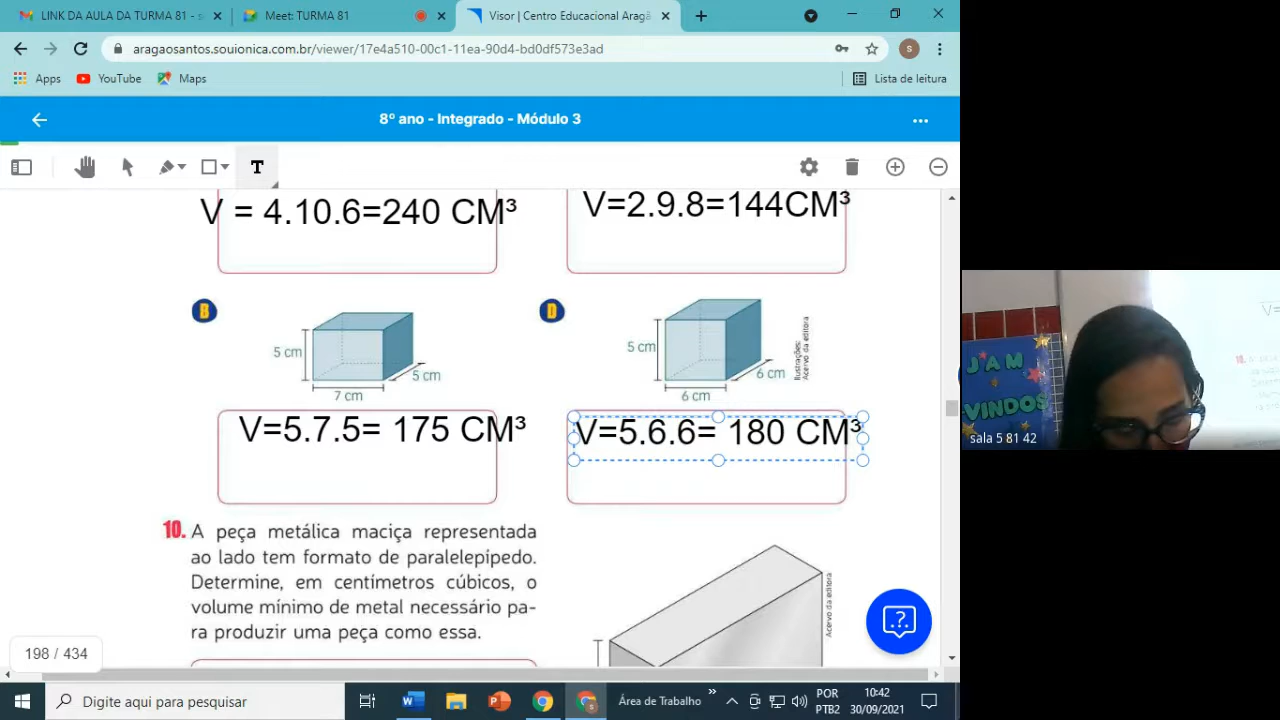 LINK DA AULA DA TURMA 81 - s
Meet: TURMA 81
Visor | Centro Educacional Aragã
aragaosantos.souionica.com.br/viewer/17e4a510-00c1-11ea-90d4-bd0df573e3ad
s
Apps
YouTube
Maps
Lista de leitura
8º ano - Integrado - Módulo 3
T
V = 4.10.6=240 CM³
V=2.9.8=144CM³
B
5 cm
5 cm
7 cm
D
5 cm
6 cm
6 cm
Ilustrações:
Acervo da editora
V=5.7.5= 175 CM³
V=5.6.6= 180 CM³
10. A peça metálica maciça representada
ao lado tem formato de paralelepípedo.
Determine, em centímetros cúbicos, o
volume mínimo de metal necessário pa-
ra produzir uma peça como essa.
Acervo da editora
198 / 434
J'AM
VINDOS
sala 5 81 42
Digite aqui para pesquisar
Área de Trabalho
POR
PTB2
10:42
30/09/2021